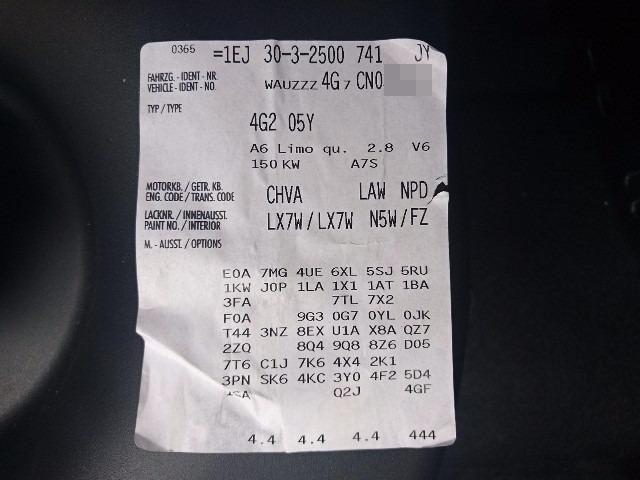 0365 =1EJ 30-3-2500 741 JY
FAHRZG. - IDENT - NR.
VEHICLE - IDENT - NO. WAUZZZ 4G 7 CN0
TYP / TYPE
4G2 05Y
A6 Limo qu. 2.8 V6
150 KW A7S
MOTORKB. / GETR. KB.
ENG. CODE / TRANS. CODE CHVA LAW NPD
LACKNR. / INNENAUSST.
PAINT NO. / INTERIOR LX7W / LX7W N5W / FZ
M. - AUSST. / OPTIONS
E0A 7MG 4UE 6XL 5SJ 5RU
1KW J0P 1LA 1X1 1AT 1BA
3FA 7TL 7X2
F0A 9G3 0G7 0YL 0JK
T44 3NZ 8EX U1A X8A QZ7
2ZQ 8Q4 9Q8 8Z6 D05
7T6 C1J 7K6 4X4 2K1
3PN SK6 4KC 3Y0 4F2 5D4
Q2J 4GF
4.4 4.4 4.4 444